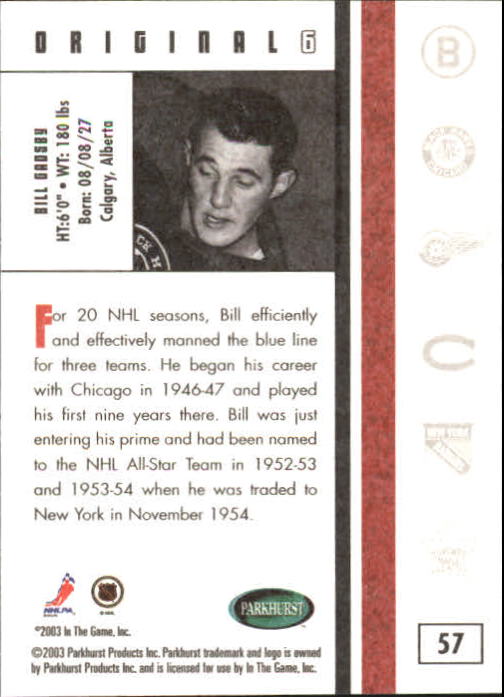 ORIGINAL 6
BILL GADSBY
HT:6'0" • WT: 180 lbs
Born: 08/08/27
Calgary, Alberta
CK H
For 20 NHL seasons, Bill efficiently
and effectively manned the blue line
for three teams. He began his career
with Chicago in 1946-47 and played
his first nine years there. Bill was just
entering his prime and had been named
to the NHL All-Star Team in 1952-53
and 1953-54 when he was traded to
New York in November 1954.
B
C
NHLPA
PARKHURST
©2003 In The Game, Inc.
©2003 Parkhurst Products Inc. Parkhurst trademark and logo is owned
by Parkhurst Products Inc. and is licensed for use by In The Game, Inc.
57